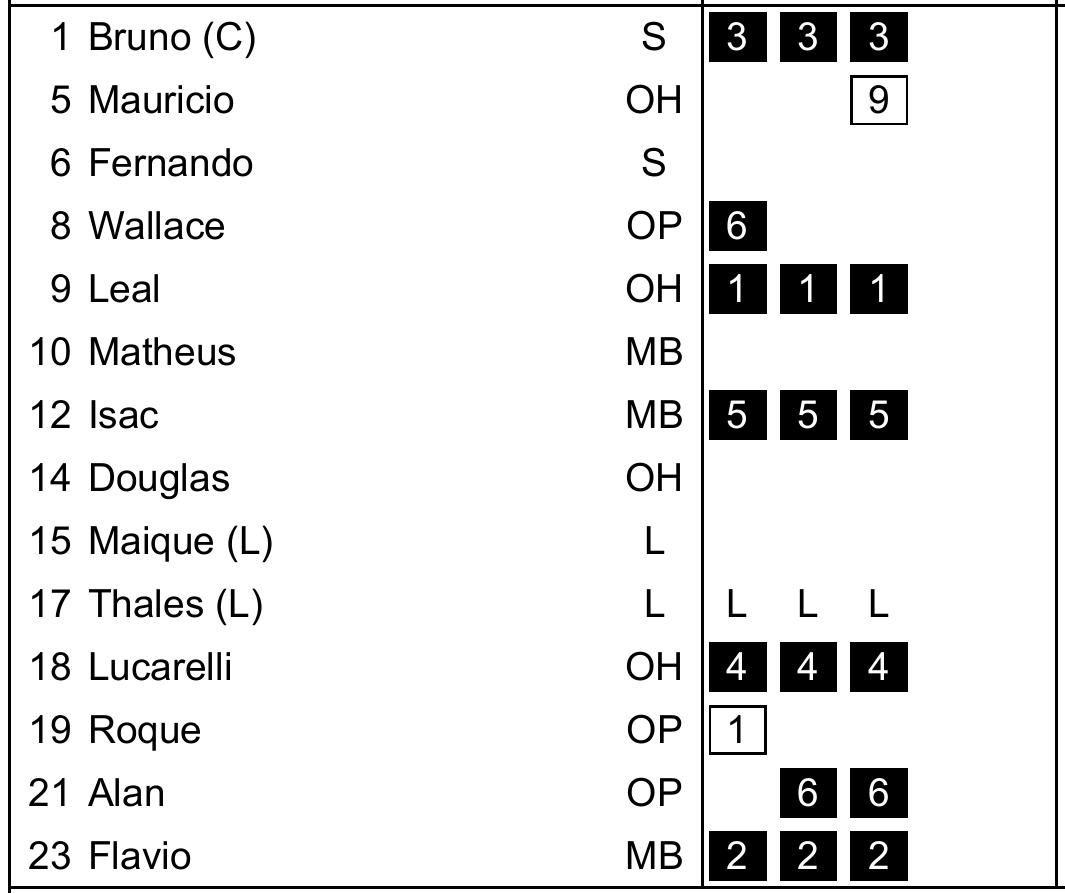 1 Bruno (C) S 3 3 3
5 Mauricio OH 9
6 Fernando S
8 Wallace OP 6
9 Leal OH 1 1 1
10 Matheus MB
12 Isac MB 5 5 5
14 Douglas OH
15 Maique (L) L
17 Thales (L) L L L L
18 Lucarelli OH 4 4 4
19 Roque OP 1
21 Alan OP 6 6
23 Flavio MB 2 2 2